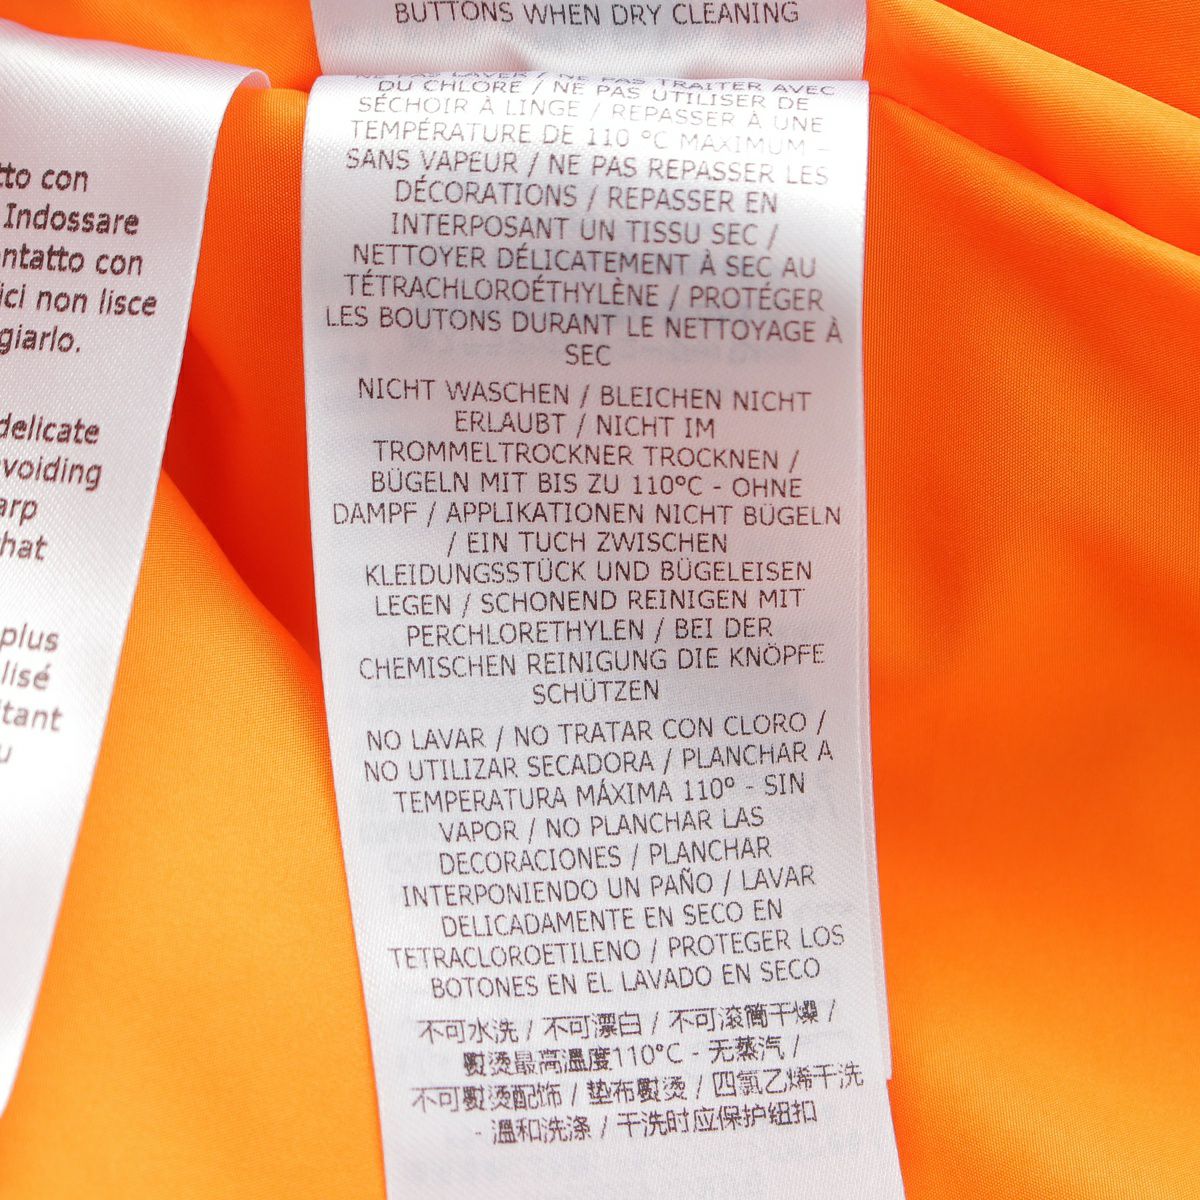 BUTTONS WHEN DRY CLEANING
NE PAS LAVER / NE PAS TRAITER AVEC
DU CHLORE / NE PAS UTILISER DE
SÉCHOIR À LINGE / REPASSER À UNE
TEMPÉRATURE DE 110 °C MAXIMUM –
SANS VAPEUR / NE PAS REPASSER LES
DÉCORATIONS / REPASSER EN
INTERPOSANT UN TISSU SEC /
NETTOYER DÉLICATEMENT À SEC AU
TÉTRACHLOROÉTHYLÈNE / PROTÉGER
LES BOUTONS DURANT LE NETTOYAGE À
SEC
NICHT WASCHEN / BLEICHEN NICHT
ERLAUBT / NICHT IM
TROMMELTROCKNER TROCKNEN /
BÜGELN MIT BIS ZU 110°C - OHNE
DAMPF / APPLIKATIONEN NICHT BÜGELN
/ EIN TUCH ZWISCHEN
KLEIDUNGSSTÜCK UND BÜGELEISEN
LEGEN / SCHONEND REINIGEN MIT
PERCHLORETHYLEN / BEI DER
CHEMISCHEN REINIGUNG DIE KNÖPFE
SCHÜTZEN
NO LAVAR / NO TRATAR CON CLORO /
NO UTILIZAR SECADORA / PLANCHAR A
TEMPERATURA MÁXIMA 110° - SIN
VAPOR / NO PLANCHAR LAS
DECORACIONES / PLANCHAR
INTERPONIENDO UN PAÑO / LAVAR
DELICADAMENTE EN SECO EN
TETRACLOROETILENO / PROTEGER LOS
BOTONES EN EL LAVADO EN SECO
不可水洗 / 不可漂白 / 不可滚筒干燥 /
熨烫最高温度110°C - 无蒸汽 /
不可熨烫配饰 / 垫布熨烫 / 四氯乙烯干洗
- 温和洗涤 / 干洗时应保护纽扣
tto con
Indossare
ntatto con
ici non lisce
giarlo.
delicate
voiding
arp
hat
plus
lisé
itant
u